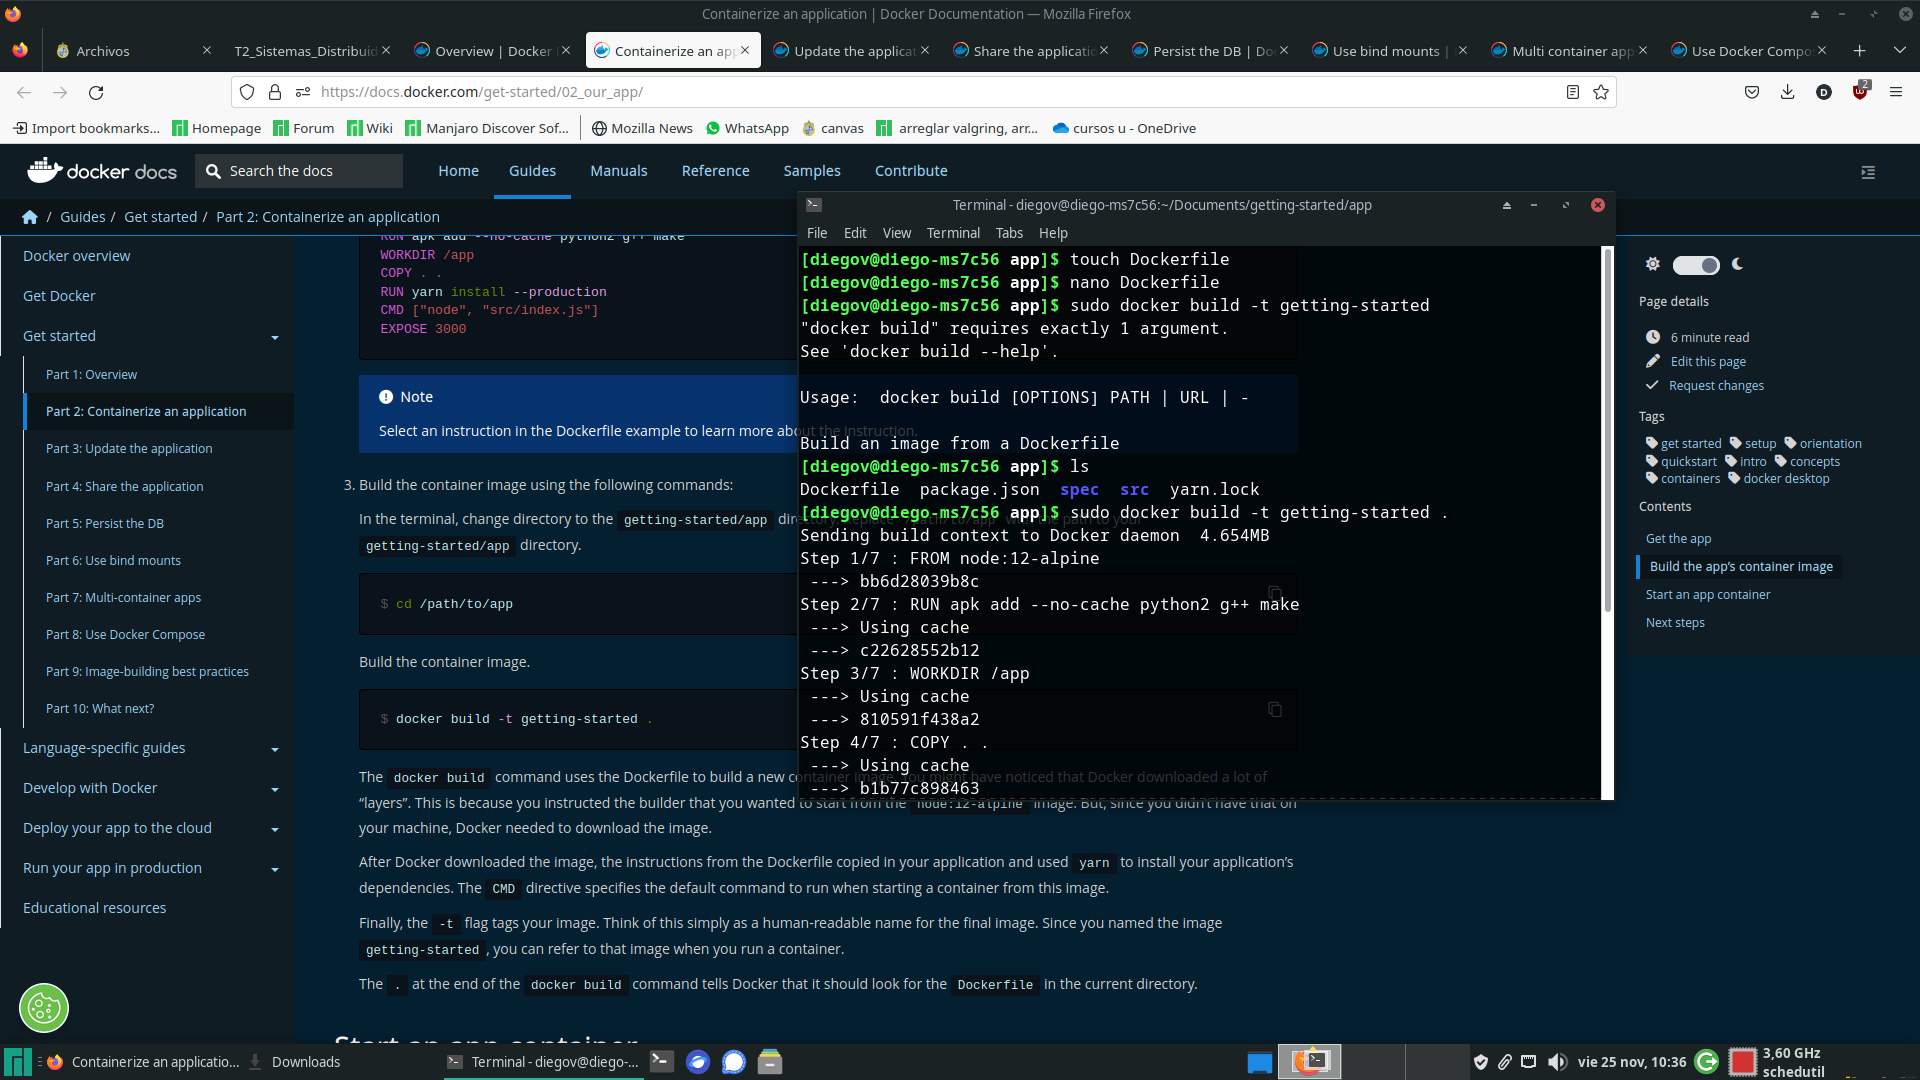 Containerize an application | Docker Documentation — Mozilla Firefox
Archivos
T2_Sistemas_Distribuid
Overview | Docker
Containerize an app
Update the applicat
Share the applicatio
Persist the DB | Do
Use bind mounts |
Multi container app
Use Docker Compo
https://docs.docker.com/get-started/02_our_app/
D
2
Import bookmarks...
Homepage
Forum
Wiki
Manjaro Discover Sof...
Mozilla News
WhatsApp
canvas
arreglar valgring, arr...
cursos u - OneDrive
docker docs
Search the docs
Home
Guides
Manuals
Reference
Samples
Contribute
/ Guides / Get started / Part 2: Containerize an application
Docker overview
Get Docker
Get started
Part 1: Overview
Part 2: Containerize an application
Part 3: Update the application
Part 4: Share the application
Part 5: Persist the DB
Part 6: Use bind mounts
Part 7: Multi-container apps
Part 8: Use Docker Compose
Part 9: Image-building best practices
Part 10: What next?
Language-specific guides
Develop with Docker
Deploy your app to the cloud
Run your app in production
Educational resources
RUN apk add --no-cache python2 g++ make
WORKDIR /app
COPY . .
RUN yarn install --production
CMD ["node", "src/index.js"]
EXPOSE 3000
Note
Select an instruction in the Dockerfile example to learn more about the instruction.
3. Build the container image using the following commands:
In the terminal, change directory to the getting-started/app directory. Replace /path/to/app with the path to your
getting-started/app directory.
$ cd /path/to/app
Build the container image.
$ docker build -t getting-started .
The docker build command uses the Dockerfile to build a new container image. You might have noticed that Docker downloaded a lot of
“layers”. This is because you instructed the builder that you wanted to start from the node:12-alpine image. But, since you didn’t have that on
your machine, Docker needed to download the image.
After Docker downloaded the image, the instructions from the Dockerfile copied in your application and used yarn to install your application’s
dependencies. The CMD directive specifies the default command to run when starting a container from this image.
Finally, the -t flag tags your image. Think of this simply as a human-readable name for the final image. Since you named the image
getting-started , you can refer to that image when you run a container.
The . at the end of the docker build command tells Docker that it should look for the Dockerfile in the current directory.
Start an app container
Terminal - diegov@diego-ms7c56:~/Documents/getting-started/app
File Edit View Terminal Tabs Help
[diegov@diego-ms7c56 app]$ touch Dockerfile
[diegov@diego-ms7c56 app]$ nano Dockerfile
[diegov@diego-ms7c56 app]$ sudo docker build -t getting-started
"docker build" requires exactly 1 argument.
See 'docker build --help'.
Usage:  docker build [OPTIONS] PATH | URL | -
Build an image from a Dockerfile
[diegov@diego-ms7c56 app]$ ls
Dockerfile  package.json  spec  src  yarn.lock
[diegov@diego-ms7c56 app]$ sudo docker build -t getting-started .
Sending build context to Docker daemon  4.654MB
Step 1/7 : FROM node:12-alpine
---> bb6d28039b8c
Step 2/7 : RUN apk add --no-cache python2 g++ make
---> Using cache
---> c22628552b12
Step 3/7 : WORKDIR /app
---> Using cache
---> 810591f438a2
Step 4/7 : COPY . .
---> Using cache
---> b1b77c898463
Page details
6 minute read
Edit this page
Request changes
Tags
get started setup orientation
quickstart intro concepts
containers docker desktop
Contents
Get the app
Build the app’s container image
Start an app container
Next steps
Containerize an applicatio...
Downloads
Terminal - diegov@diego-...
vie 25 nov, 10:36
3,60 GHz
schedutil